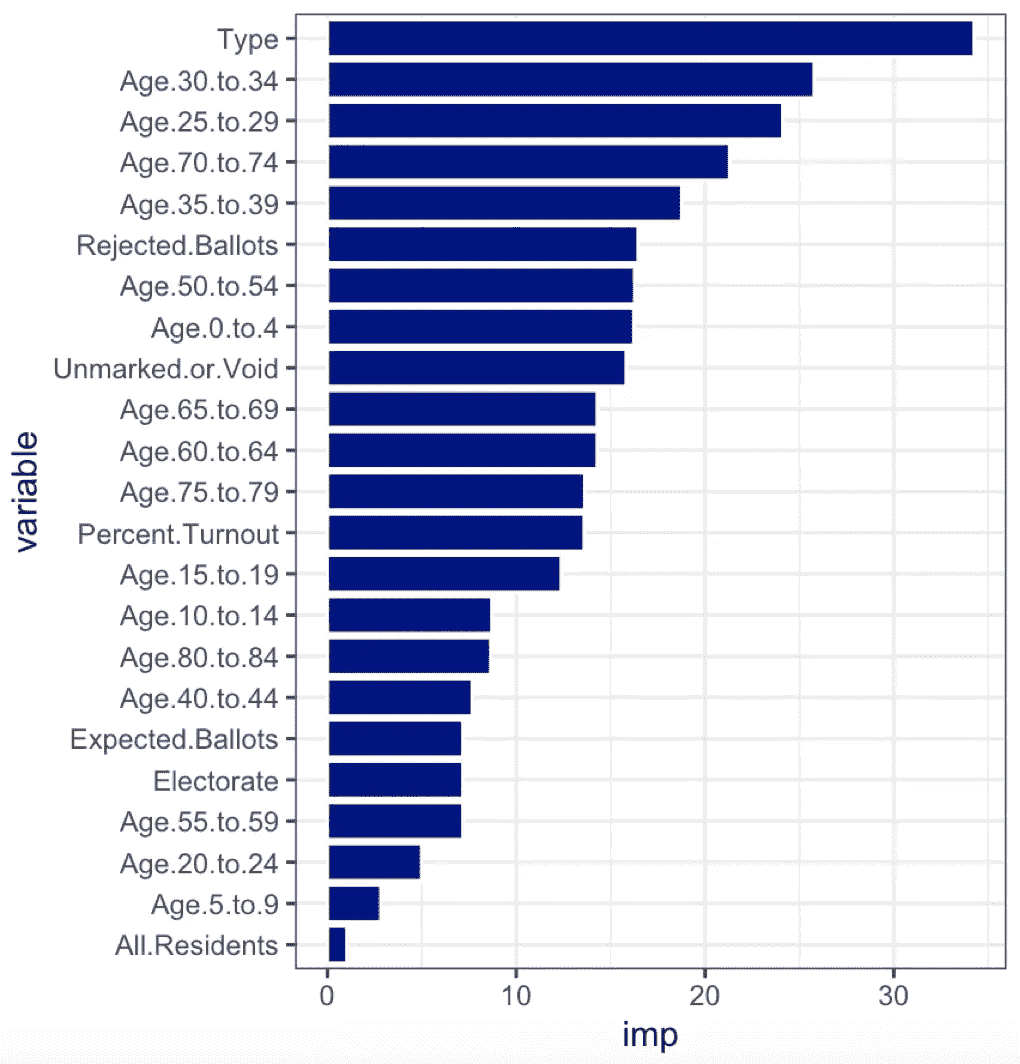 Type
Age.30.to.34
Age.25.to.29
Age.70.to.74
Age.35.to.39
Rejected.Ballots
Age.50.to.54
Age.0.to.4
Unmarked.or.Void
Age.65.to.69
Age.60.to.64
Age.75.to.79
Percent.Turnout
Age.15.to.19
Age.10.to.14
Age.80.to.84
Age.40.to.44
Expected.Ballots
Electorate
Age.55.to.59
Age.20.to.24
Age.5.to.9
All.Residents
variable
0 10 20 30
imp